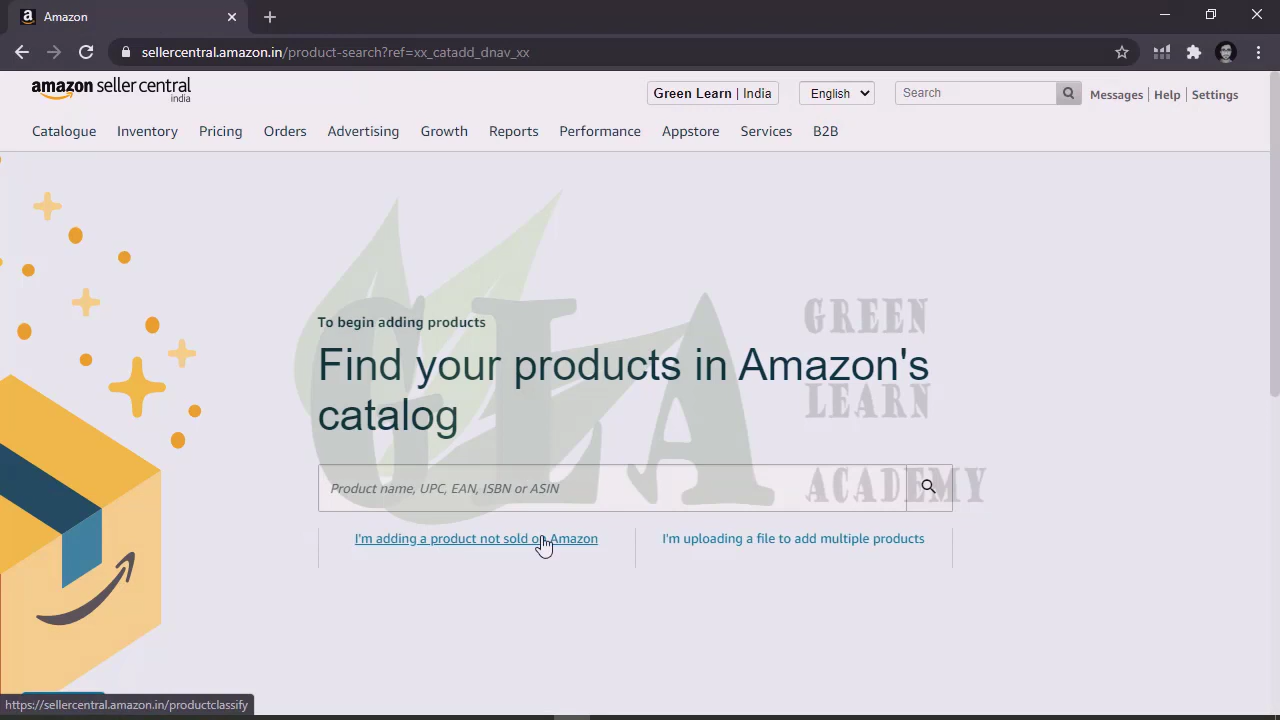 Amazon
sellercentral.amazon.in/product-search?ref=xx_catadd_dnav_xx
amazon seller central
india
Green Learn | India
English
Search
Messages | Help | Settings
Catalogue Inventory Pricing Orders Advertising Growth Reports Performance Appstore Services B2B
To begin adding products
Find your products in Amazon's
catalog
GLA
GREEN
LEARN
ACADEMY
Product name, UPC, EAN, ISBN or ASIN
I'm adding a product not sold on Amazon
I'm uploading a file to add multiple products
https://sellercentral.amazon.in/productclassify